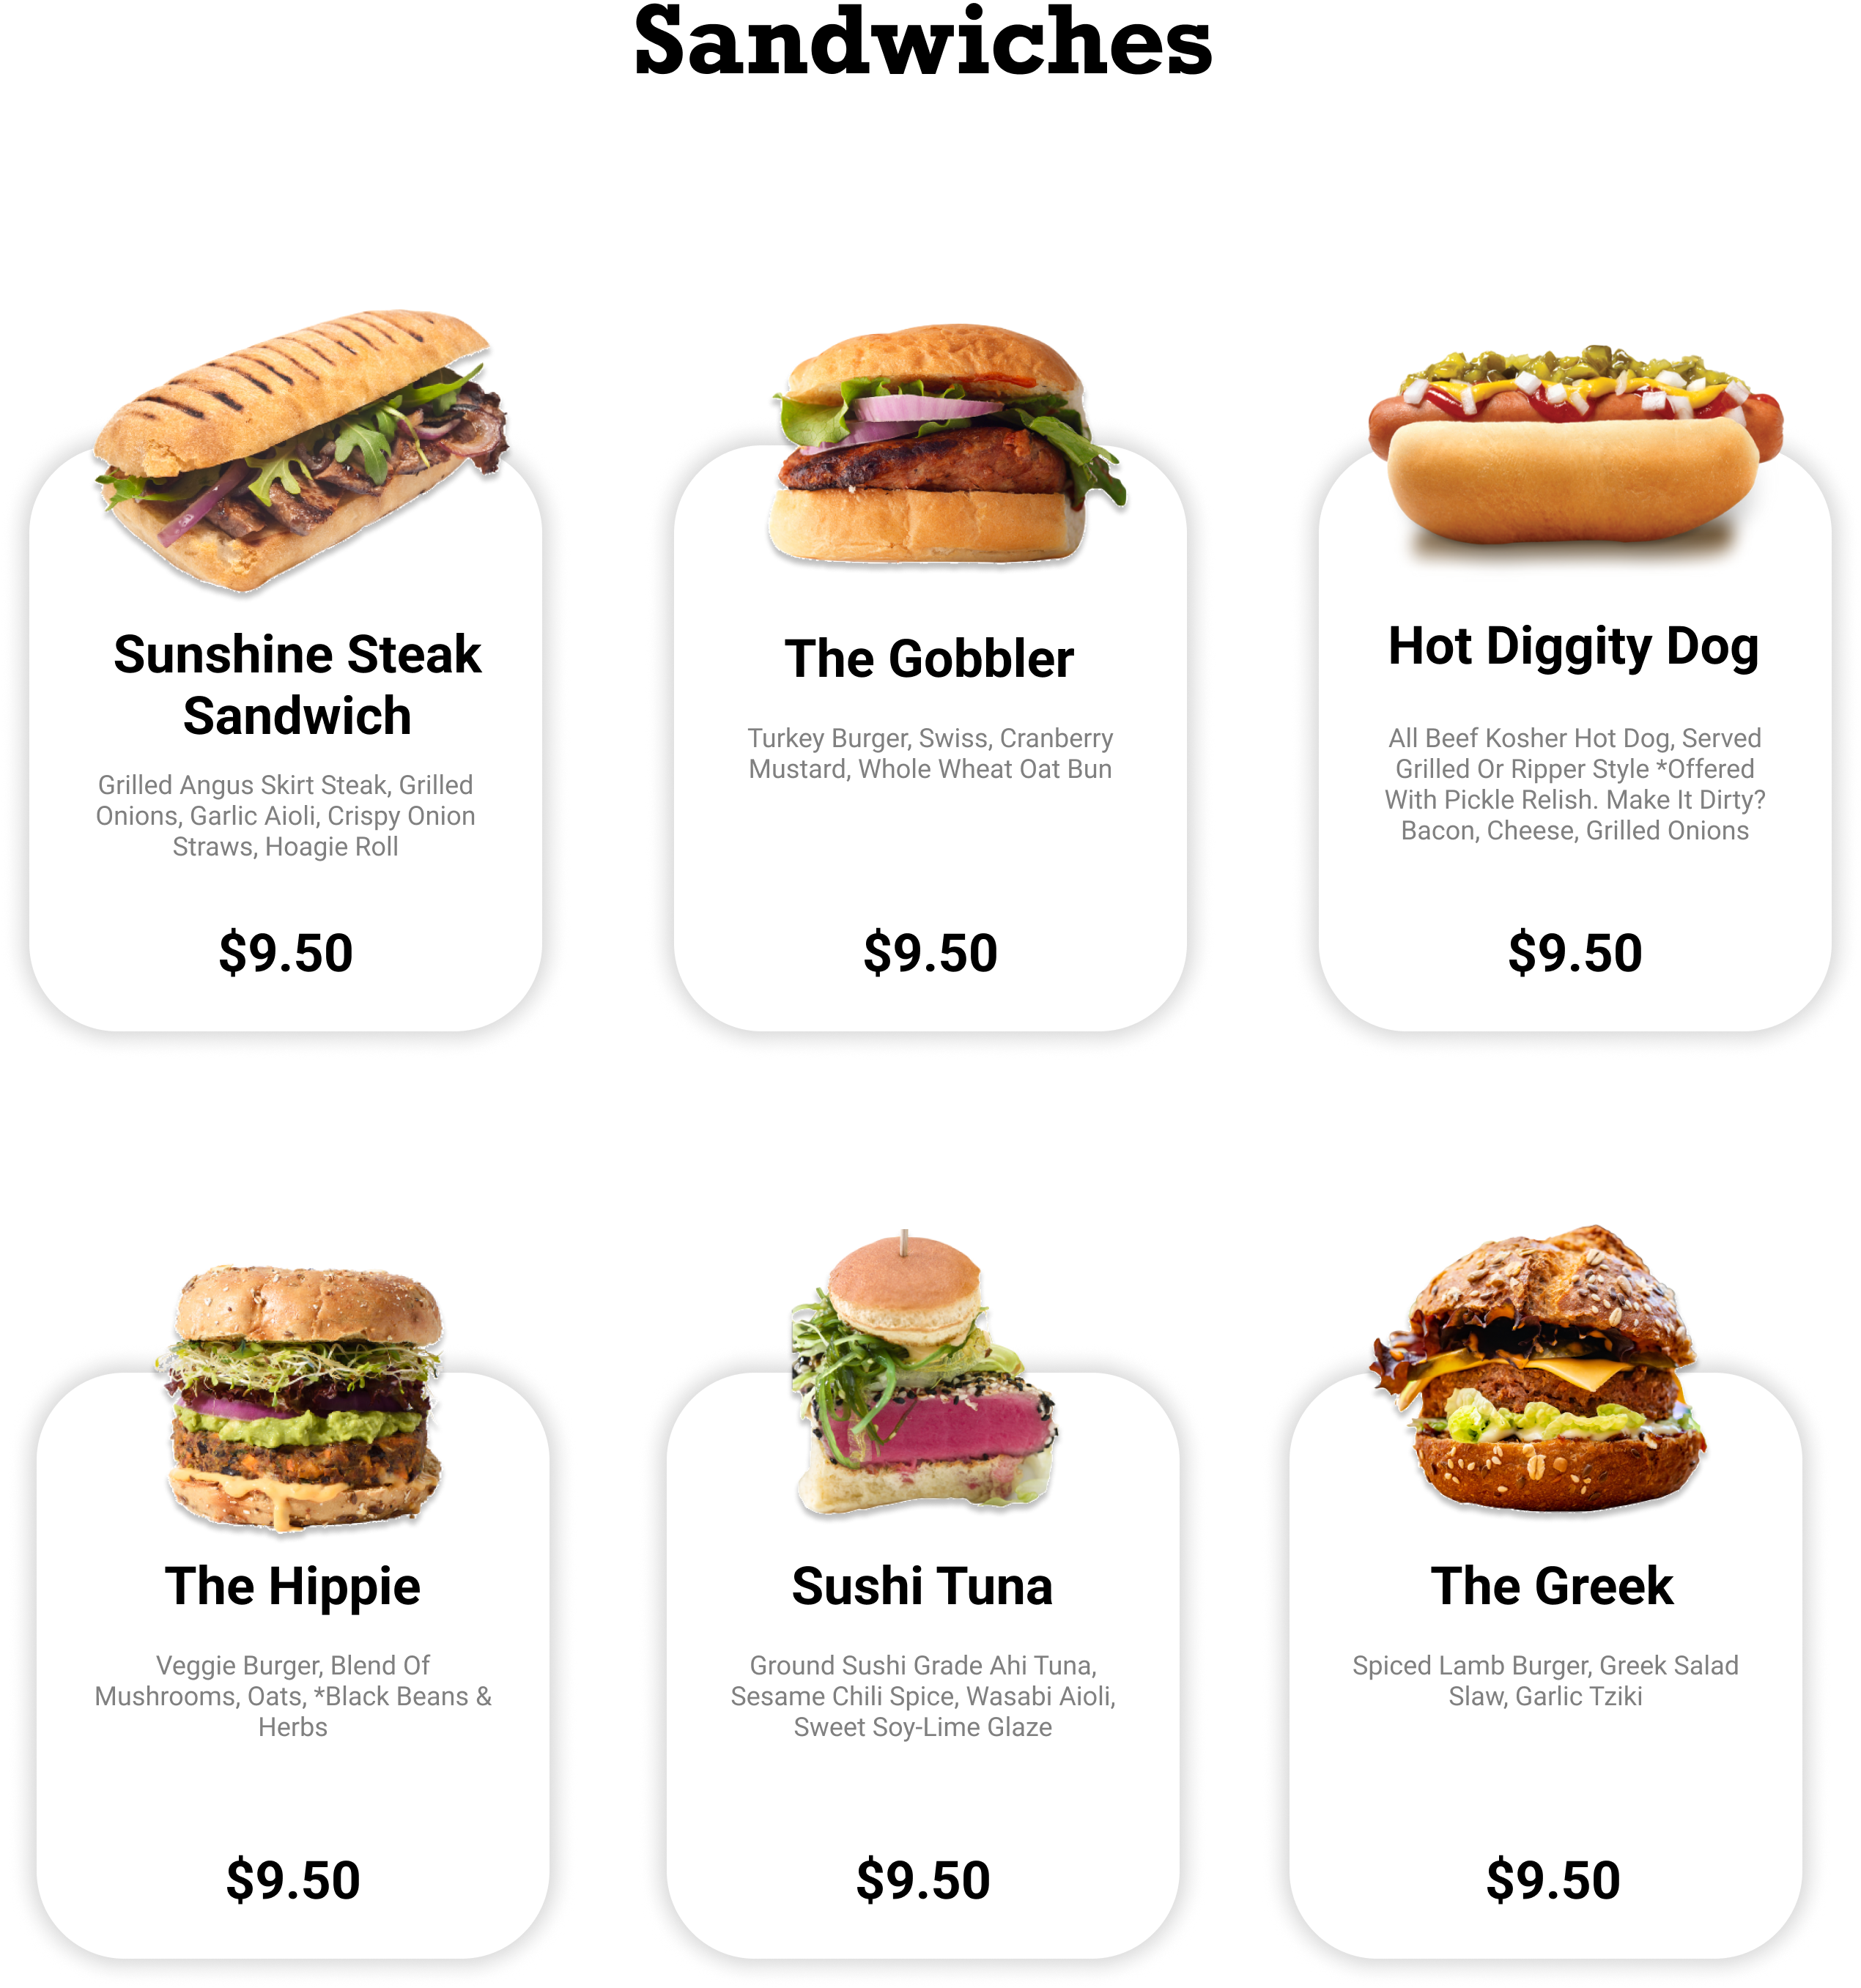 Sandwiches
Sunshine Steak
Sandwich
Grilled Angus Skirt Steak, Grilled
Onions, Garlic Aioli, Crispy Onion
Straws, Hoagie Roll
$9.50
The Gobbler
Turkey Burger, Swiss, Cranberry
Mustard, Whole Wheat Oat Bun
$9.50
Hot Diggity Dog
All Beef Kosher Hot Dog, Served
Grilled Or Ripper Style *Offered
With Pickle Relish. Make It Dirty?
Bacon, Cheese, Grilled Onions
$9.50
The Hippie
Veggie Burger, Blend Of
Mushrooms, Oats, *Black Beans &
Herbs
$9.50
Sushi Tuna
Ground Sushi Grade Ahi Tuna,
Sesame Chili Spice, Wasabi Aioli,
Sweet Soy-Lime Glaze
$9.50
The Greek
Spiced Lamb Burger, Greek Salad
Slaw, Garlic Tziki
$9.50